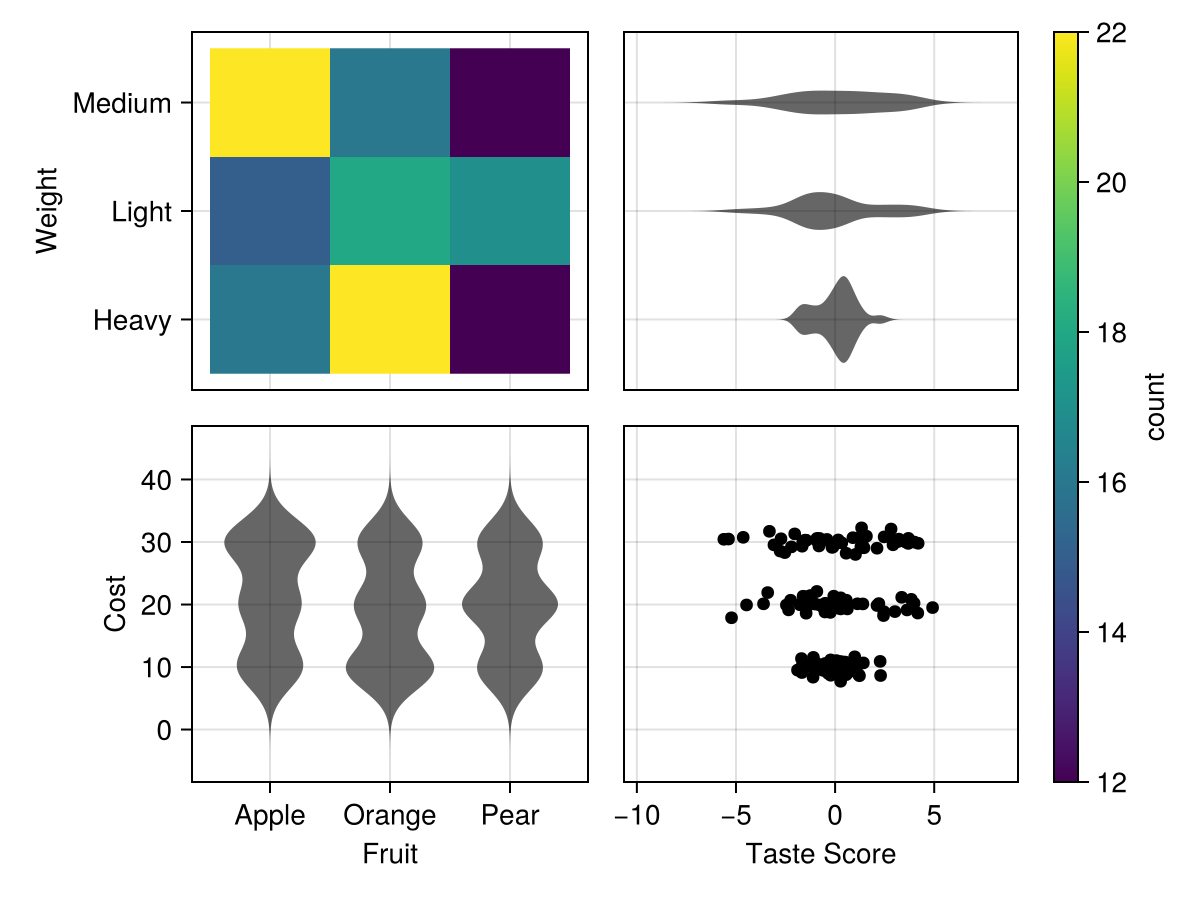 Weight
Medium
Light
Heavy
22
20
18
16
14
12
count
Cost
40
30
20
10
0
Apple Orange Pear
Fruit
−10 −5 0 5
Taste Score